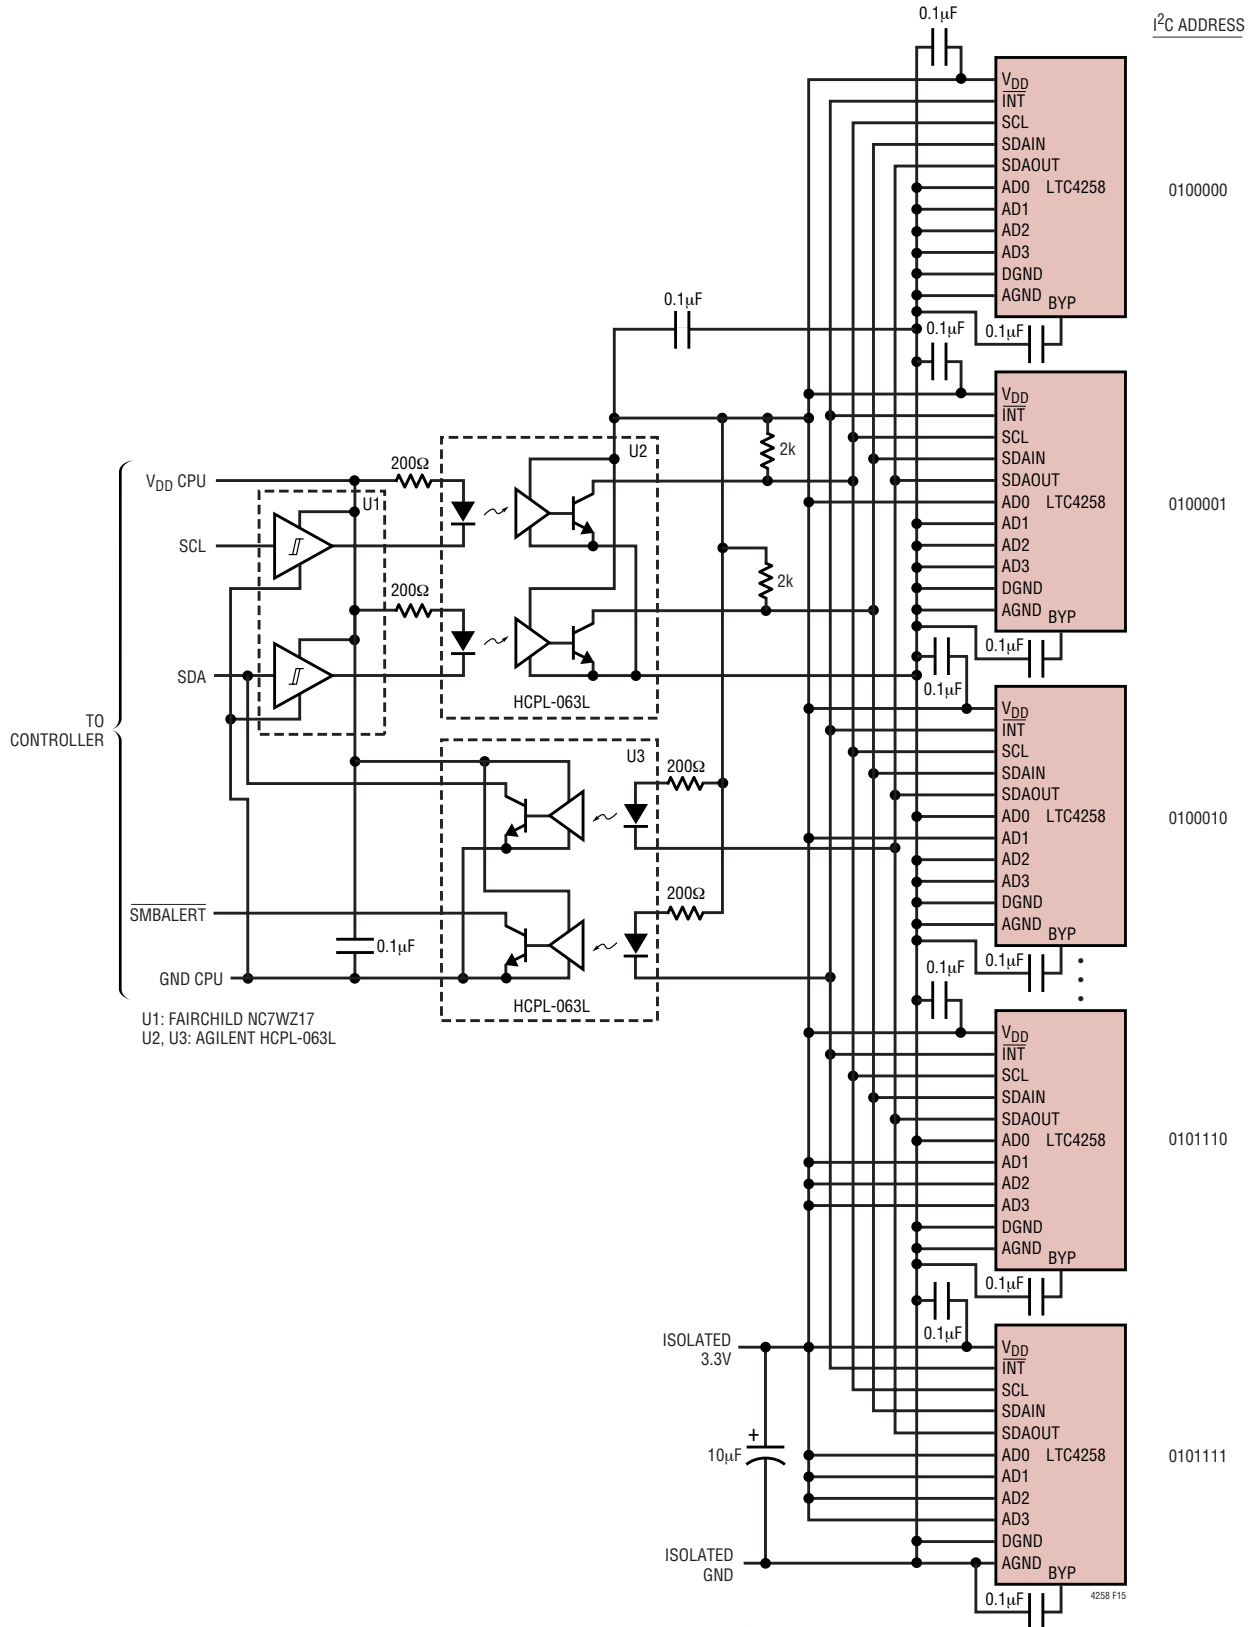 0.1µF
I²C ADDRESS
VDD
INT
SCL
SDAIN
SDAOUT
AD0 LTC4258
AD1
AD2
AD3
DGND
AGND
BYP
0100000
0.1µF
0.1µF
0.1µF
VDD
INT
SCL
SDAIN
SDAOUT
AD0 LTC4258
AD1
AD2
AD3
DGND
AGND
BYP
0100001
0.1µF
0.1µF
VDD
INT
SCL
SDAIN
SDAOUT
AD0 LTC4258
AD1
AD2
AD3
DGND
AGND
BYP
0100010
0.1µF
0.1µF
VDD
INT
SCL
SDAIN
SDAOUT
AD0 LTC4258
AD1
AD2
AD3
DGND
AGND
BYP
0101110
0.1µF
0.1µF
VDD
INT
SCL
SDAIN
SDAOUT
AD0 LTC4258
AD1
AD2
AD3
DGND
AGND
BYP
0101111
0.1µF
4258 F15
TO
CONTROLLER
VDD CPU
SCL
SDA
SMBALERT
GND CPU
U1
200Ω
200Ω
U2
HCPL-063L
2k
2k
U3
HCPL-063L
200Ω
200Ω
0.1µF
U1: FAIRCHILD NC7WZ17
U2, U3: AGILENT HCPL-063L
ISOLATED
3.3V
+
10µF
ISOLATED
GND